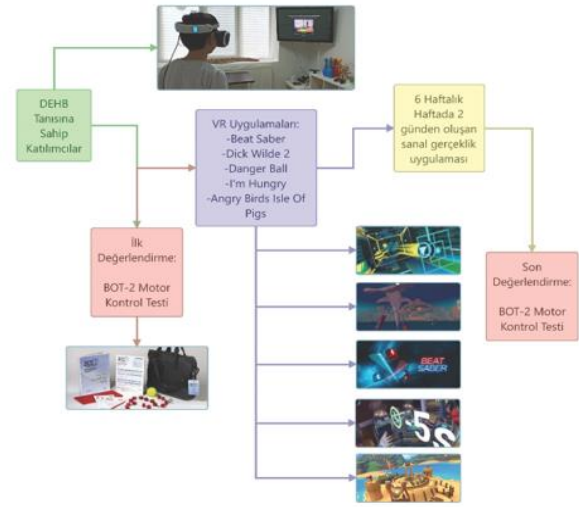 DEHB
Tanısına
Sahip
Katılımcılar
VR Uygulamaları:
-Beat Saber
-Dick Wilde 2
-Danger Ball
-I'm Hungry
-Angry Birds Isle Of
Pigs
6 Haftalık
Haftada 2
günden oluşan
sanal gerçeklik
uygulaması
İlk
Değerlendirme:
BOT-2 Motor
Kontrol Testi
Son
Değerlendirme:
BOT-2 Motor
Kontrol Testi
BEAT
SABER